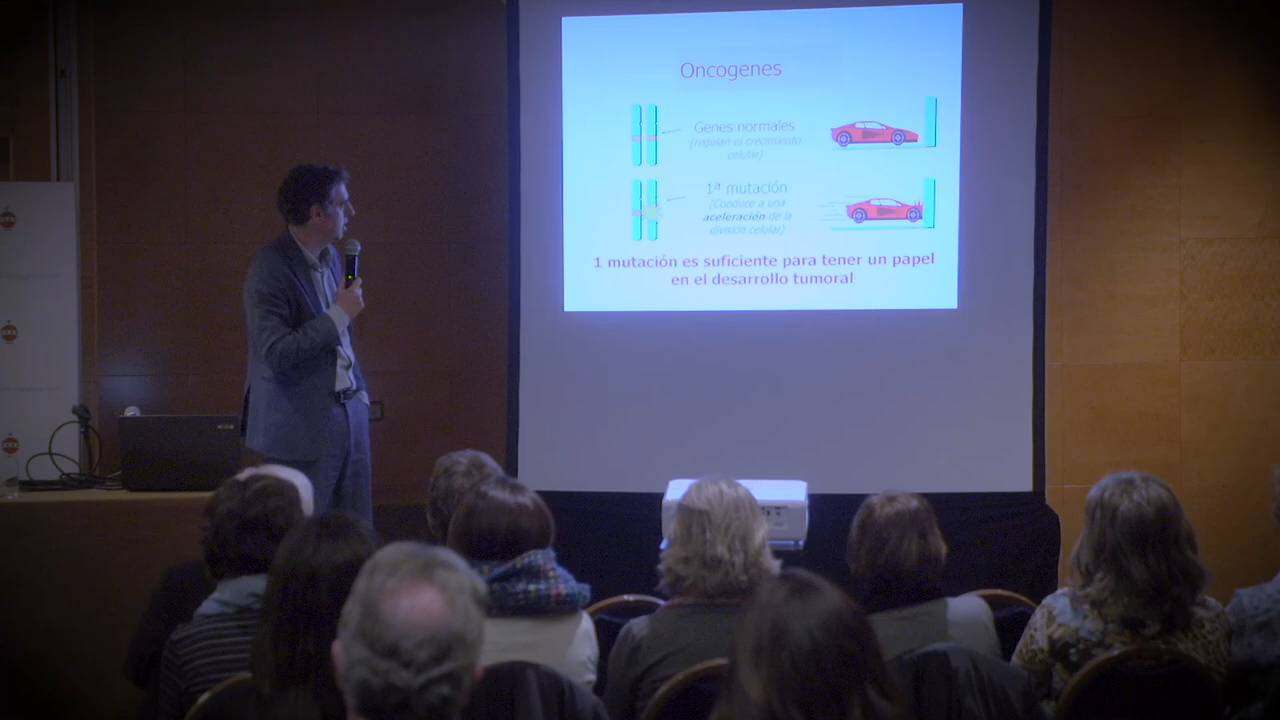 Oncogenes
Genes normales
(regulan el crecimiento
celular)
1ª mutación
(Conduce a una
aceleración de la
división celular)
1 mutación es suficiente para tener un papel
en el desarrollo tumoral